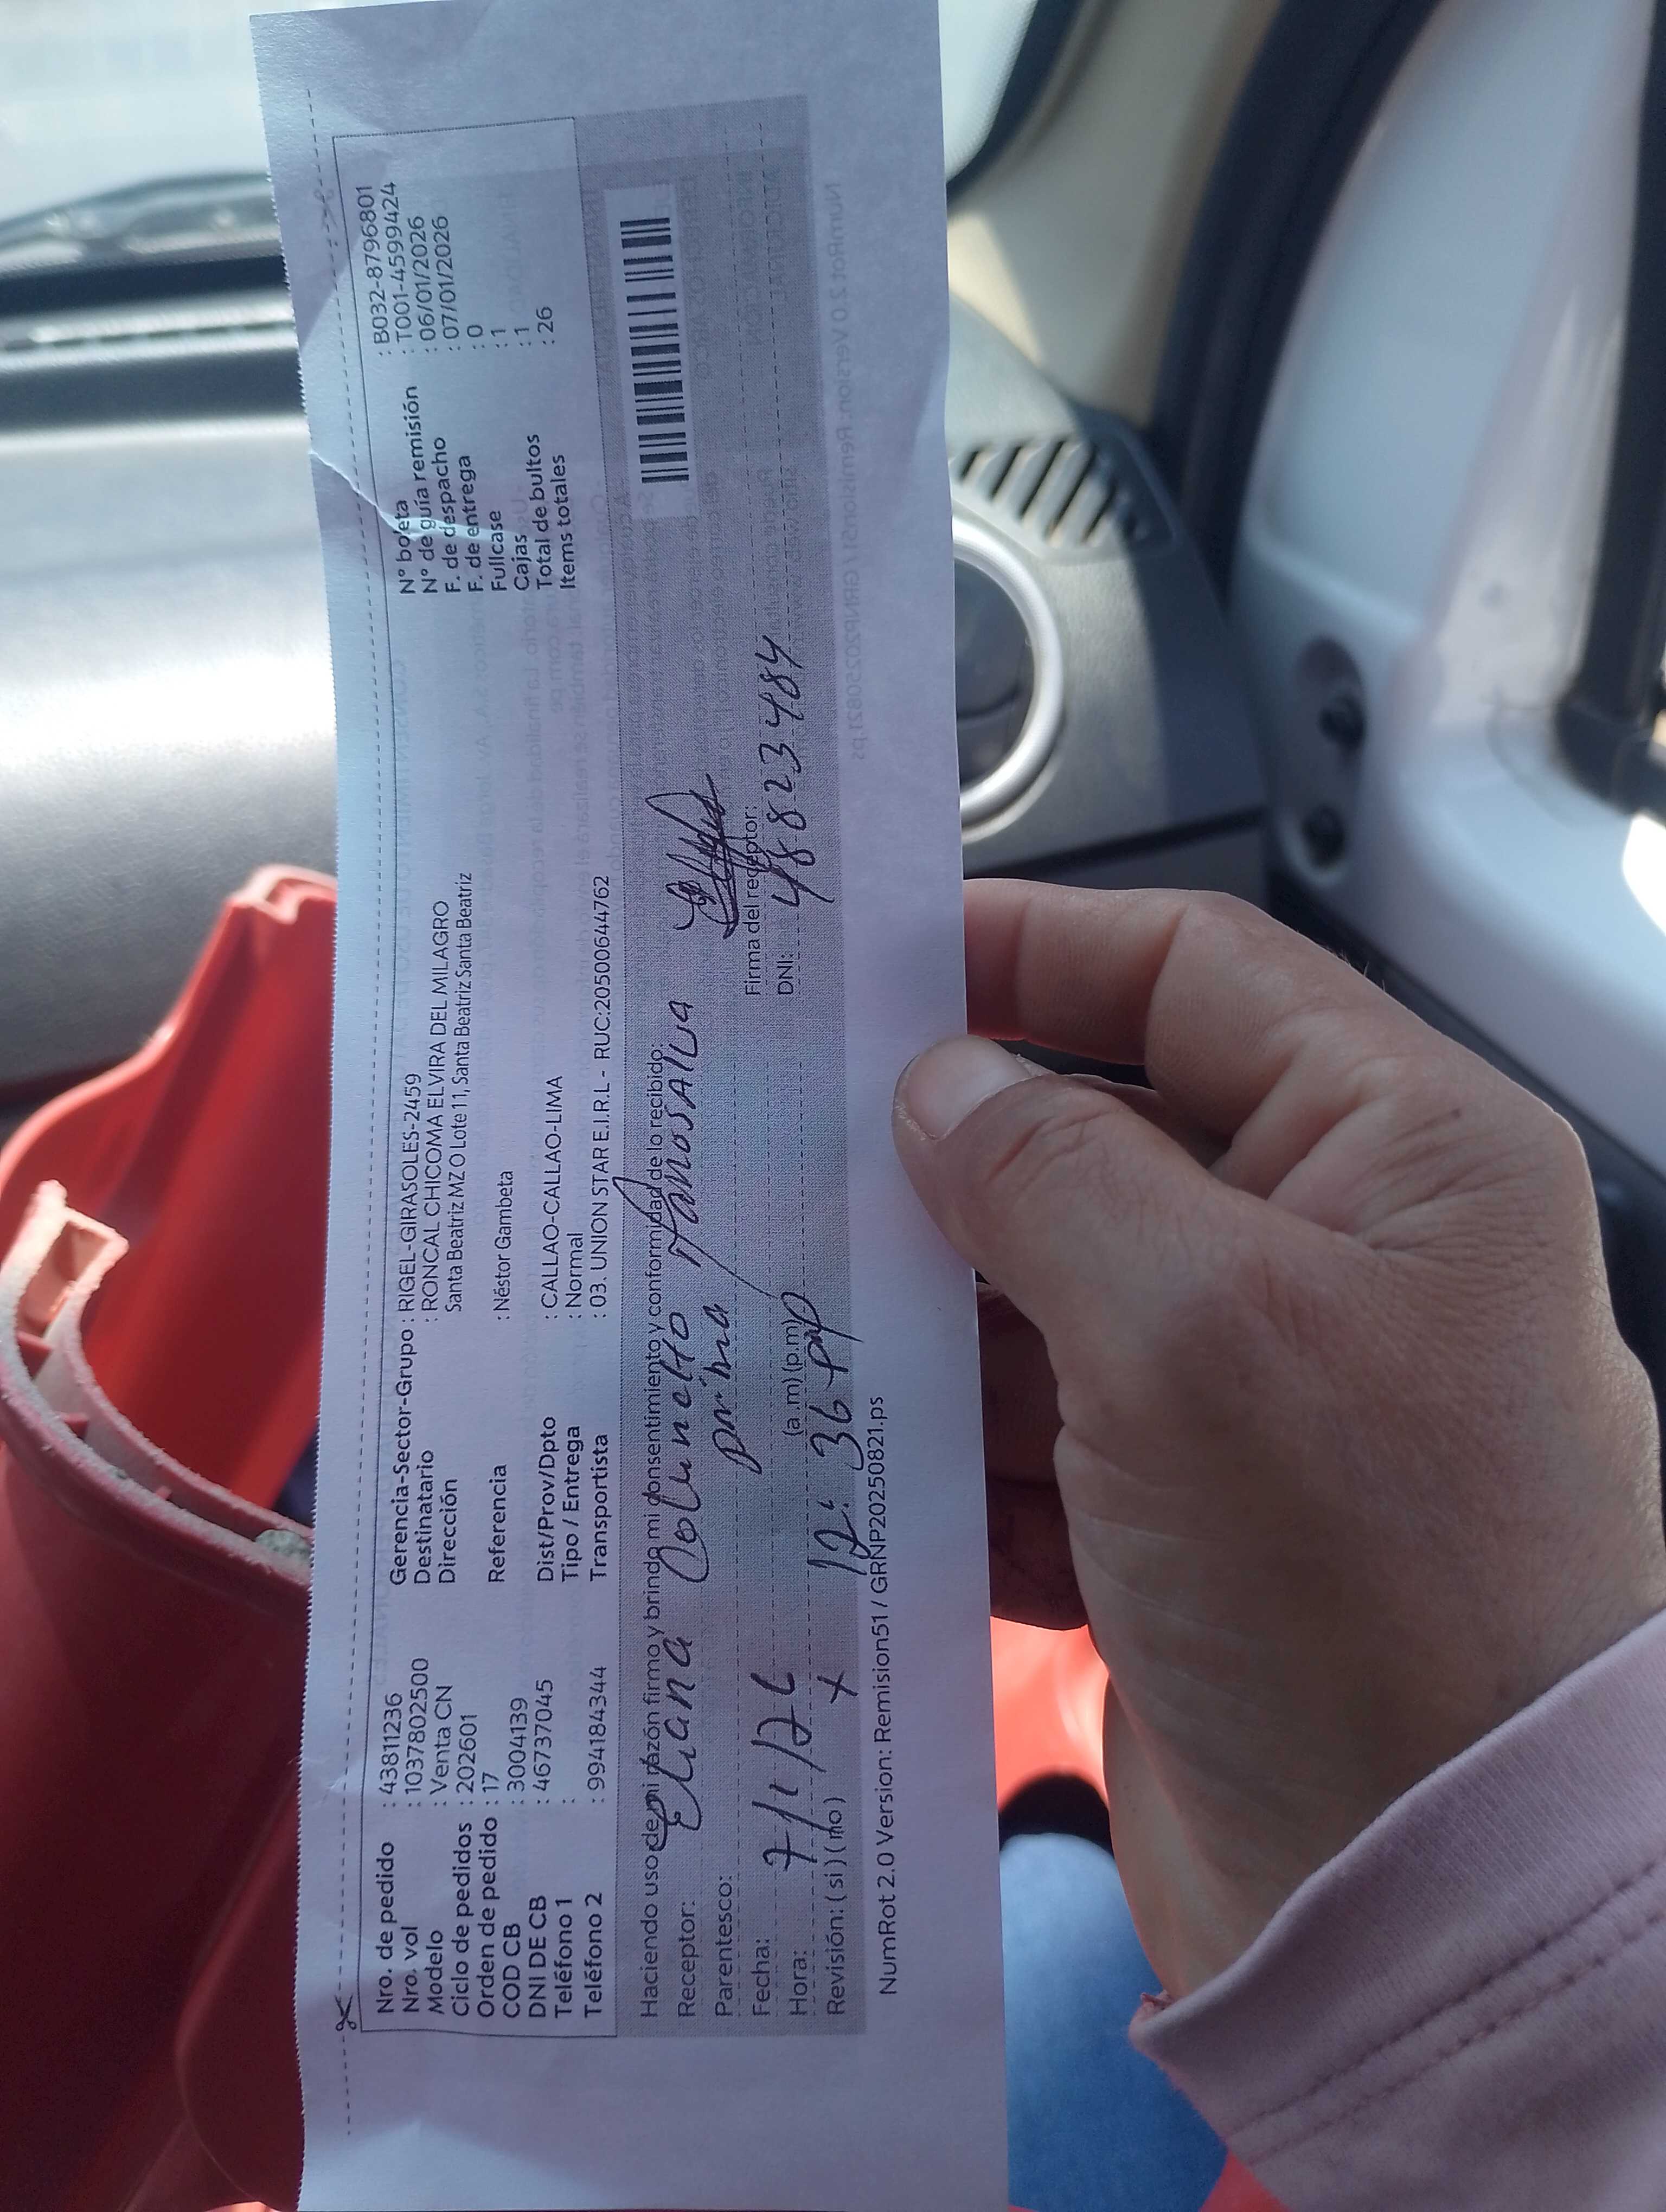 Nro. de pedido : 43811236
Nro. vol : 1037802500
Modelo : Venta CN
Ciclo de pedidos : 202601
Orden de pedido : 17
COD CB : 3004139
DNI DE CB : 46737045
Teléfono 1 :
Teléfono 2 : 994184344
Gerencia-Sector-Grupo : RIGEL-GIRASOLES-2459
Destinatario : RONCAL CHICOMA ELVIRA DEL MILAGRO
Dirección Santa Beatriz MZ O Lote 11, Santa Beatriz Santa Beatriz
Referencia : Néstor Gambeta
Dist/Prov/Dpto : CALLAO-CALLAO-LIMA
Tipo / Entrega : Normal
Transportista : 03. UNION STAR E.I.R.L - RUC:20500644762
N° boleta : B032-8796801
N° de guía remisión : T001-4599424
F. de despacho : 06/01/2026
F. de entrega : 07/01/2026
Fullcase : 0
Cajas : 1
Total de bultos : 1
Items totales : 26
Haciendo uso de mi razón firmo y brindo mi consentimiento y conformidad de lo recibido:
Receptor: Eliana
Parentesco: prima
Firma del receptor:
Fecha: 7/1/26
DNI: 48823484
Hora: 12:36 pm (a.m) (p.m)
Revisión: (si) (no) x
NumRot 2.0 Version: Remision51 / GRNP20250821.ps